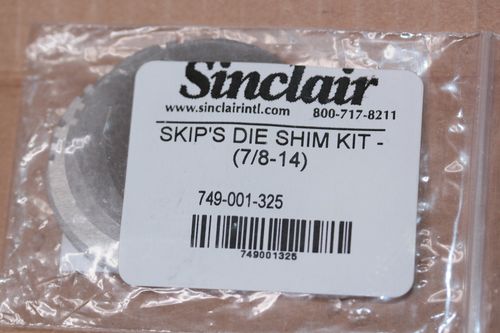 Sinclair
www.sinclairintl.com 800-717-8211
SKIP'S DIE SHIM KIT -
(7/8-14)
749-001-325
749001325